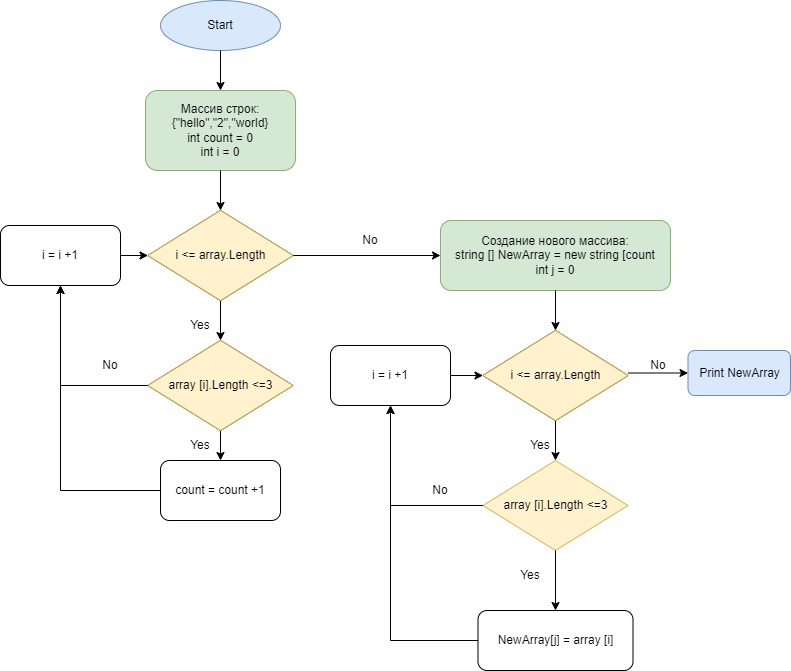 Start
Массив строк:
{"hello","2","world}
int count = 0
int i = 0
i = i +1
i <= array.Length
No
Создание нового массива:
string [] NewArray = new string [count
int j = 0
Yes
No
array [i].Length <=3
Yes
count = count +1
i = i +1
i <= array.Length
No
Print NewArray
Yes
No
array [i].Length <=3
Yes
NewArray[j] = array [i]